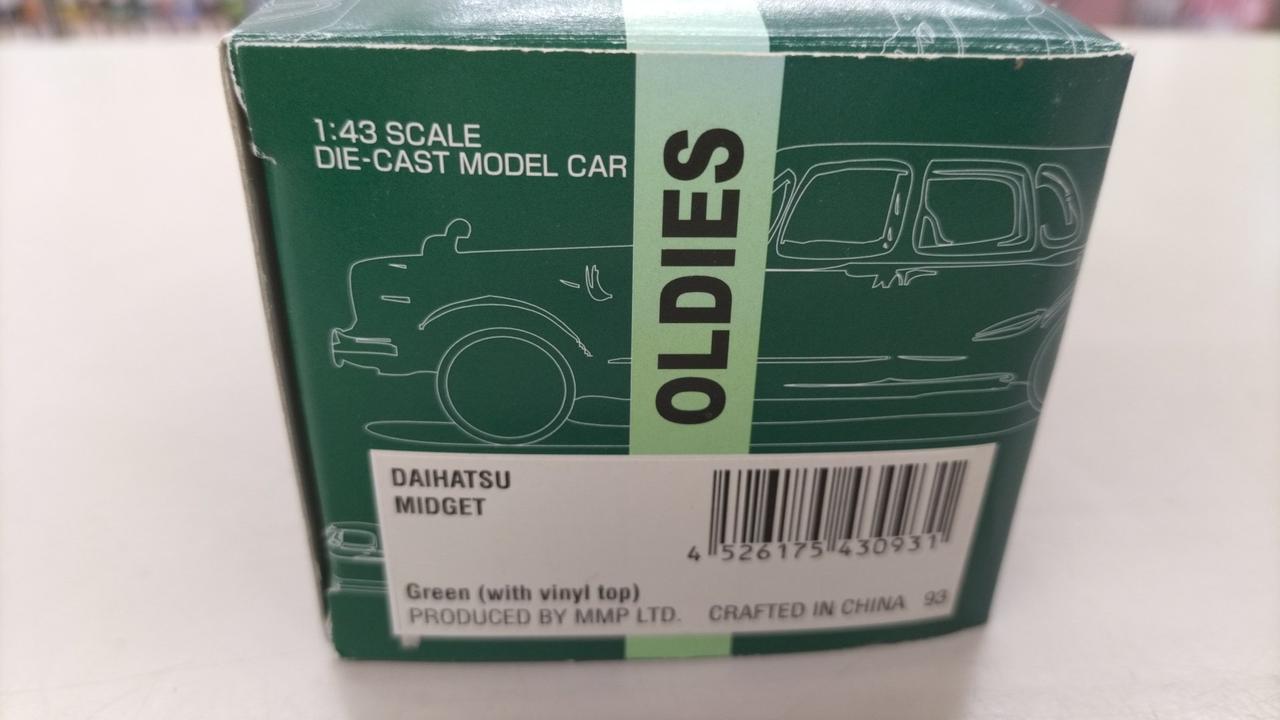 1:43 SCALE
DIE-CAST MODEL CAR
OLDIES
DAIHATSU
MIDGET
4 526175 430931
Green (with vinyl top)
PRODUCED BY MMP LTD. CRAFTED IN CHINA 93